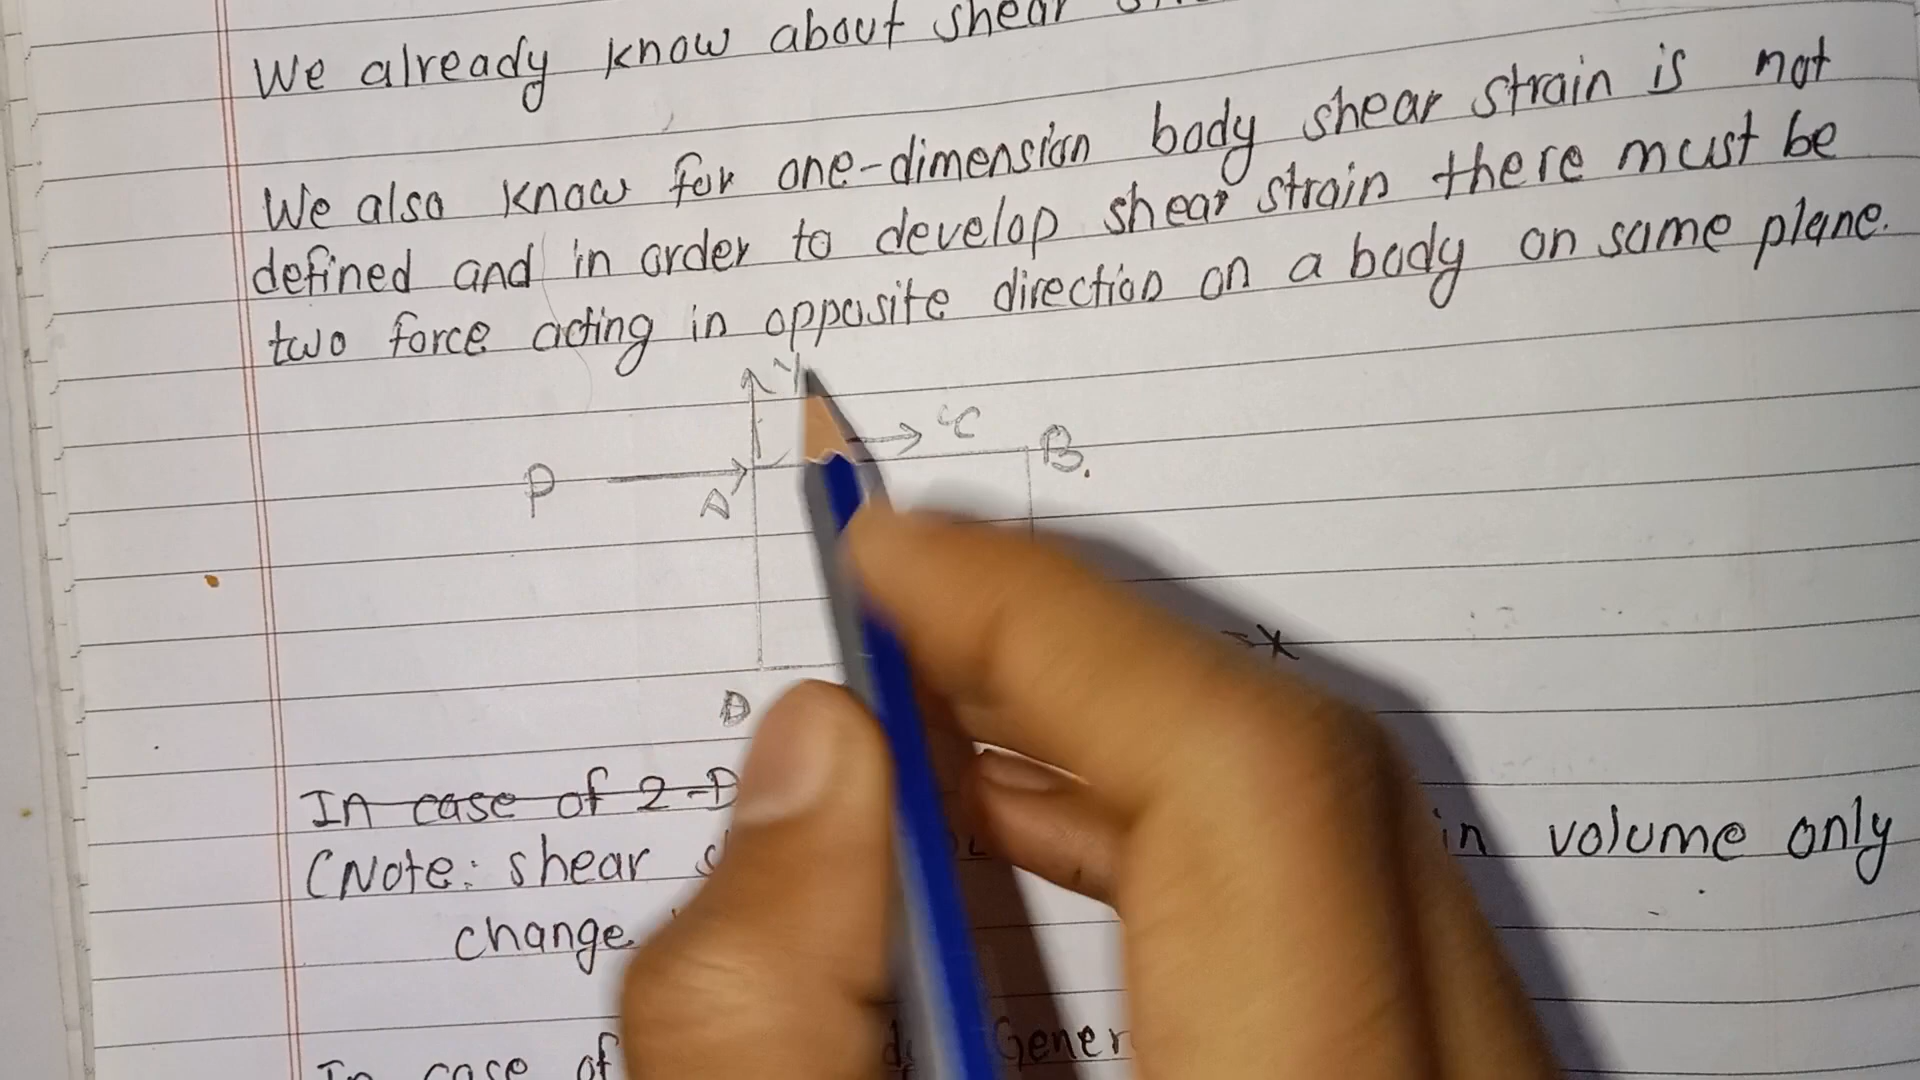 We already know about shear
We also know for one-dimension body shear strain is not
defined and in order to develop shear strain there must be
two force acting in opposite direction on a body on same plane.
Y
C
P
A
B
X
D
In case of 2-D
(Note: shear in volume only
change
In case of Gener